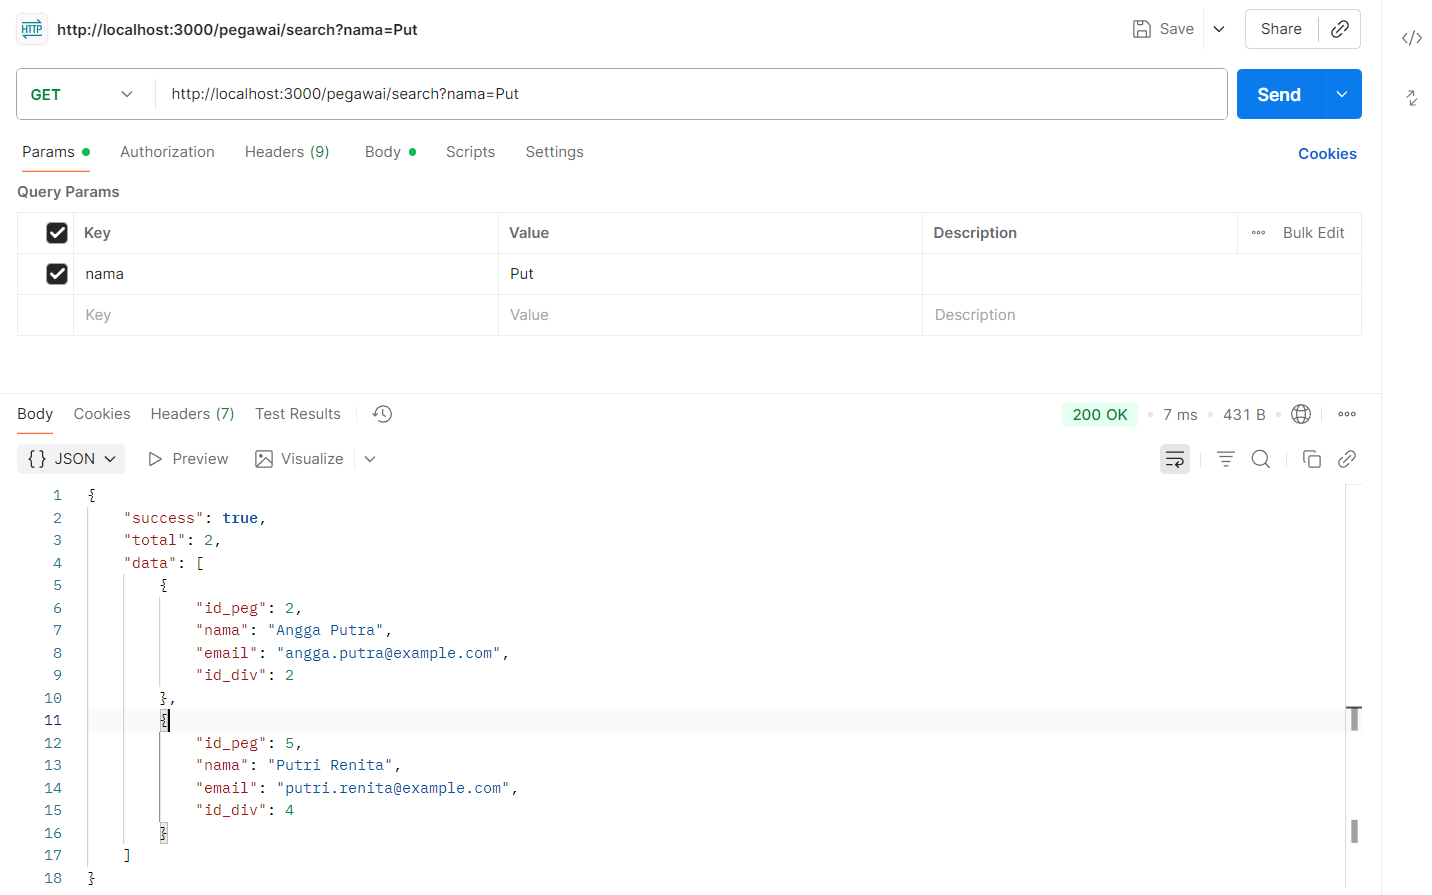 HTTP http://localhost:3000/pegawai/search?nama=Put Save Share
GET http://localhost:3000/pegawai/search?nama=Put Send
Params Authorization Headers (9) Body Scripts Settings Cookies
Query Params
Key Value Description Bulk Edit
nama Put
Key Value Description
Body Cookies Headers (7) Test Results 200 OK 7 ms 431 B
{} JSON Preview Visualize
1 {
2 "success": true,
3 "total": 2,
4 "data": [
5 {
6 "id_peg": 2,
7 "nama": "Angga Putra",
8 "email": "angga.putra@example.com",
9 "id_div": 2
10 },
11 {
12 "id_peg": 5,
13 "nama": "Putri Renita",
14 "email": "putri.renita@example.com",
15 "id_div": 4
16 }
17 ]
18 }